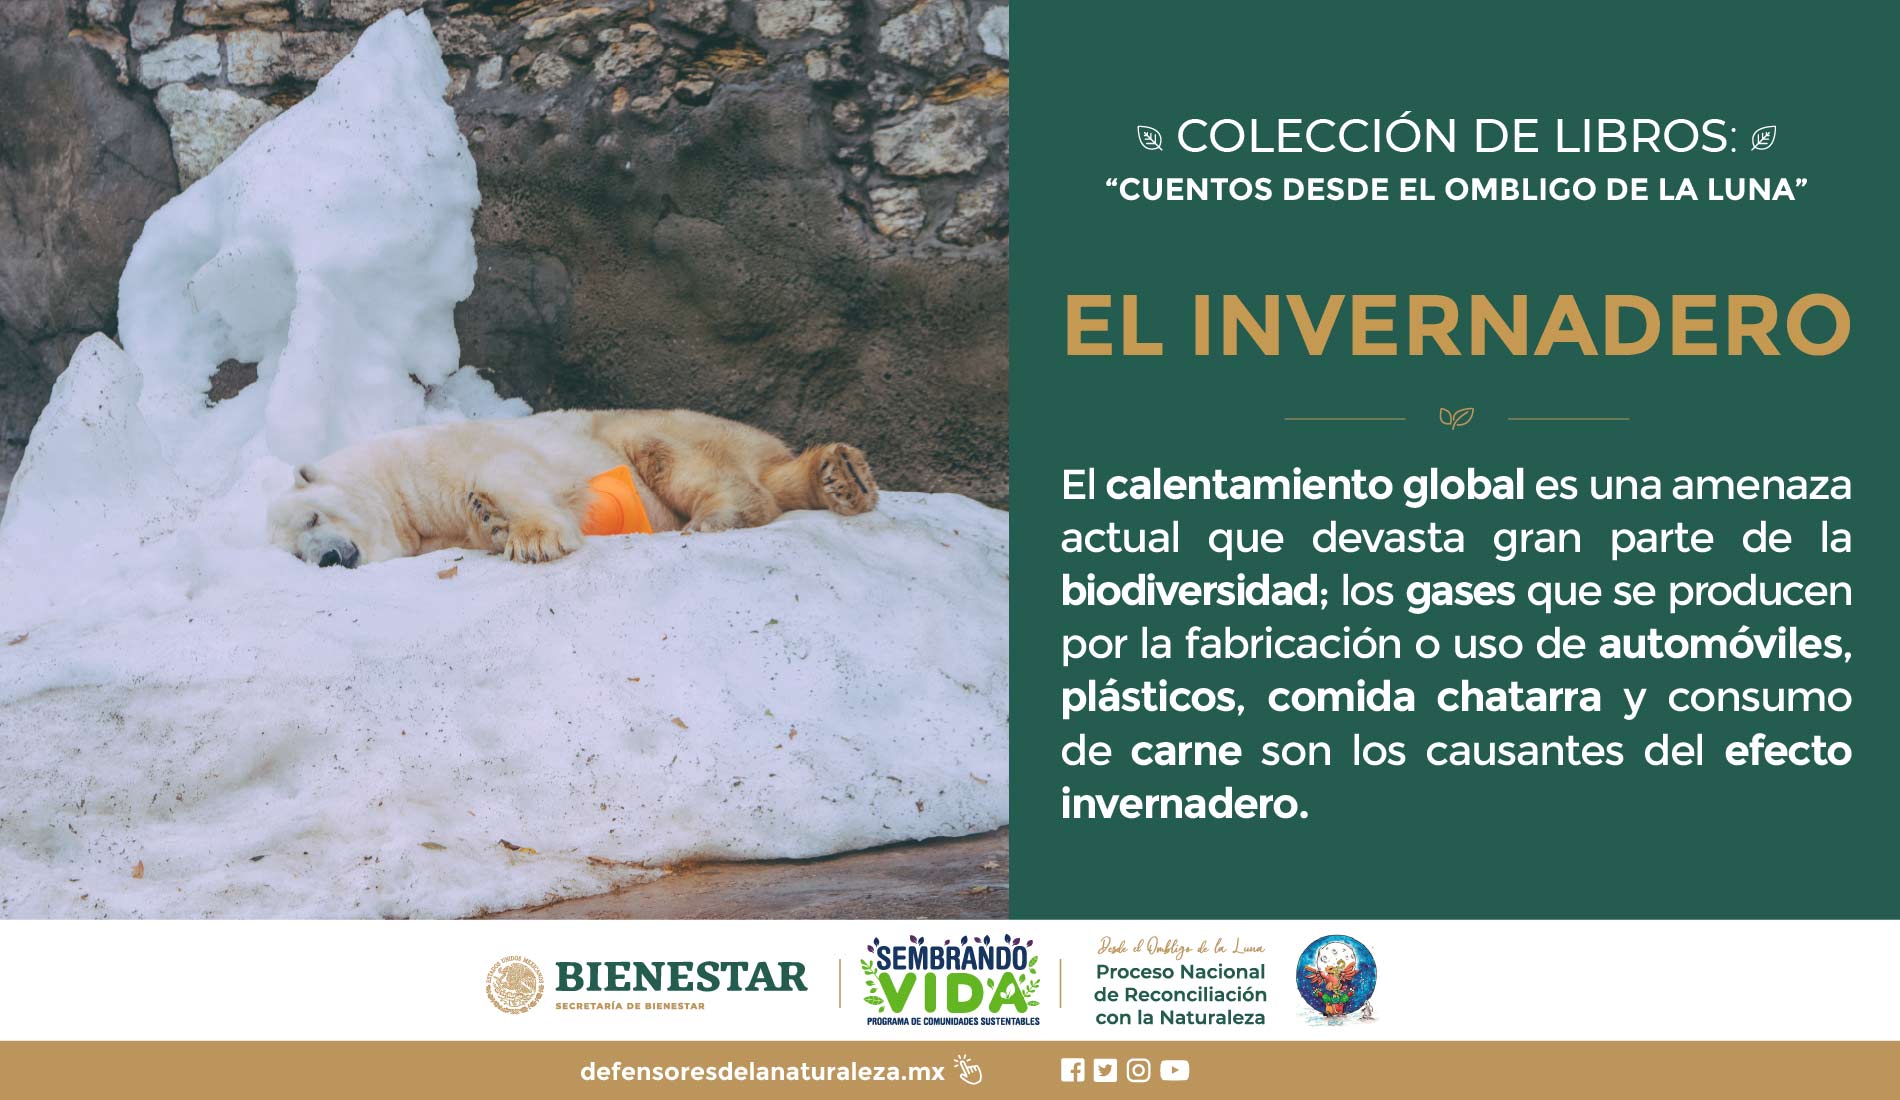 COLECCIÓN DE LIBROS:
“CUENTOS DESDE EL OMBLIGO DE LA LUNA”
EL INVERNADERO
El calentamiento global es una amenaza
actual que devasta gran parte de la
biodiversidad; los gases que se producen
por la fabricación o uso de automóviles,
plásticos, comida chatarra y consumo
de carne son los causantes del efecto
invernadero.
ESTADOS UNIDOS MEXICANOS
BIENESTAR
SECRETARÍA DE BIENESTAR
SEMBRANDO
VIDA
PROGRAMA DE COMUNIDADES SUSTENTABLES
Desde el Ombligo de la Luna
Proceso Nacional
de Reconciliación
con la Naturaleza
defensoresdelanaturaleza.mx